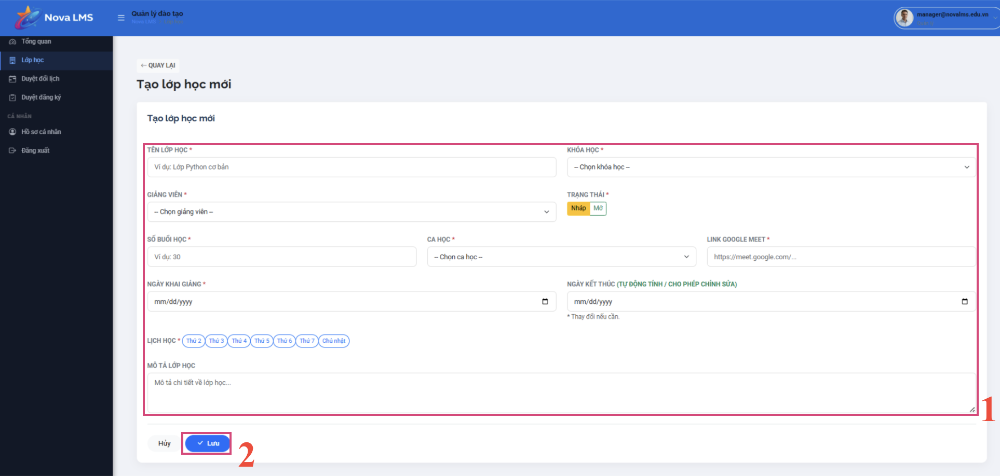 Nova LMS
Quản lý đào tạo
Nova LMS
Lớp học
manager@novalms.edu.vn
Quản lý
Tổng quan
Lớp học
Duyệt đổi lịch
Duyệt đăng ký
CÁ NHÂN
Hồ sơ cá nhân
Đăng xuất
← QUAY LẠI
Tạo lớp học mới
Tạo lớp học mới
TÊN LỚP HỌC *
Ví dụ: Lớp Python cơ bản
KHÓA HỌC *
-- Chọn khóa học --
GIẢNG VIÊN *
-- Chọn giảng viên --
TRẠNG THÁI *
Nháp Mở
SỐ BUỔI HỌC *
Ví dụ: 30
CA HỌC *
-- Chọn ca học --
LINK GOOGLE MEET *
https://meet.google.com/...
NGÀY KHAI GIẢNG *
mm/dd/yyyy
NGÀY KẾT THÚC (TỰ ĐỘNG TÍNH / CHO PHÉP CHỈNH SỬA)
mm/dd/yyyy
* Thay đổi nếu cần.
LỊCH HỌC * Thứ 2 Thứ 3 Thứ 4 Thứ 5 Thứ 6 Thứ 7 Chủ nhật
MÔ TẢ LỚP HỌC
Mô tả chi tiết về lớp học...
1
Hủy Lưu
2